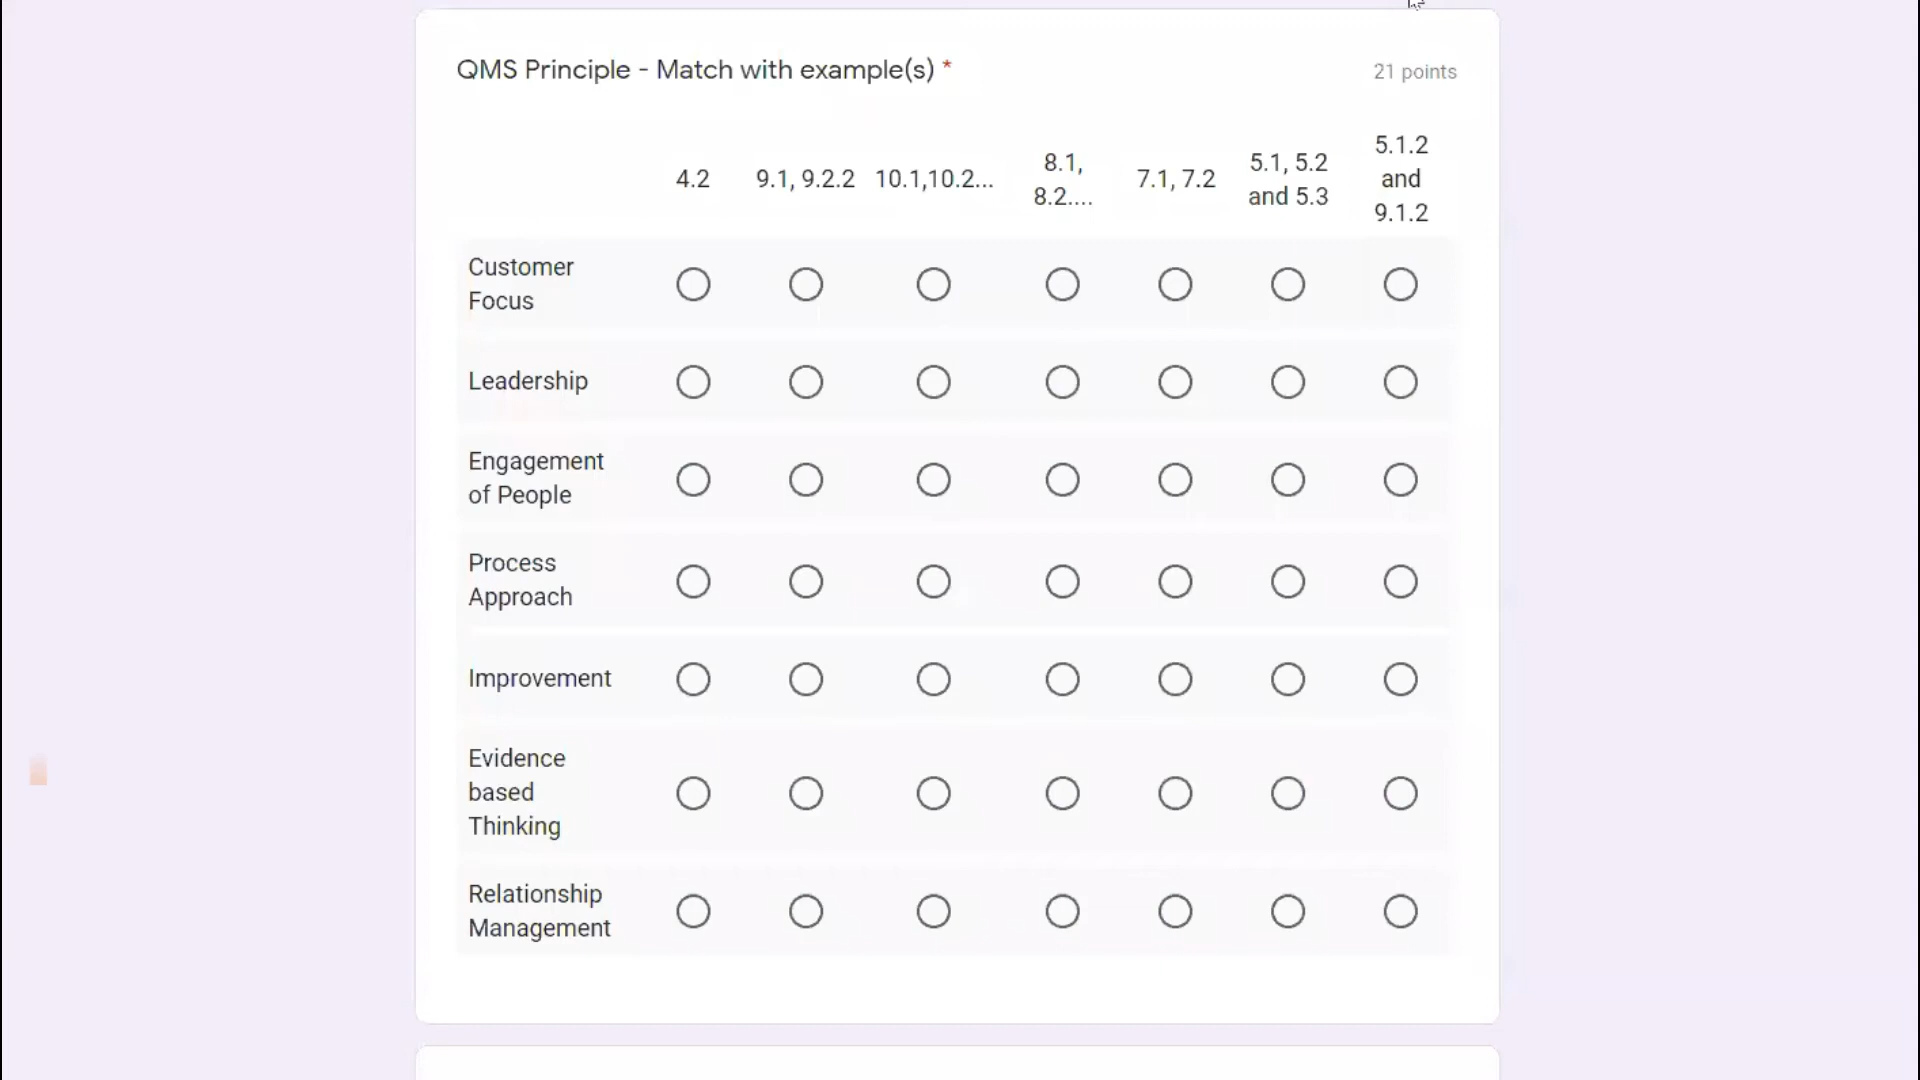 QMS Principle - Match with example(s) *
21 points
4.2
9.1, 9.2.2
10.1,10.2...
8.1,
8.2....
7.1, 7.2
5.1, 5.2
and 5.3
5.1.2
and
9.1.2
Customer
Focus
Leadership
Engagement
of People
Process
Approach
Improvement
Evidence
based
Thinking
Relationship
Management